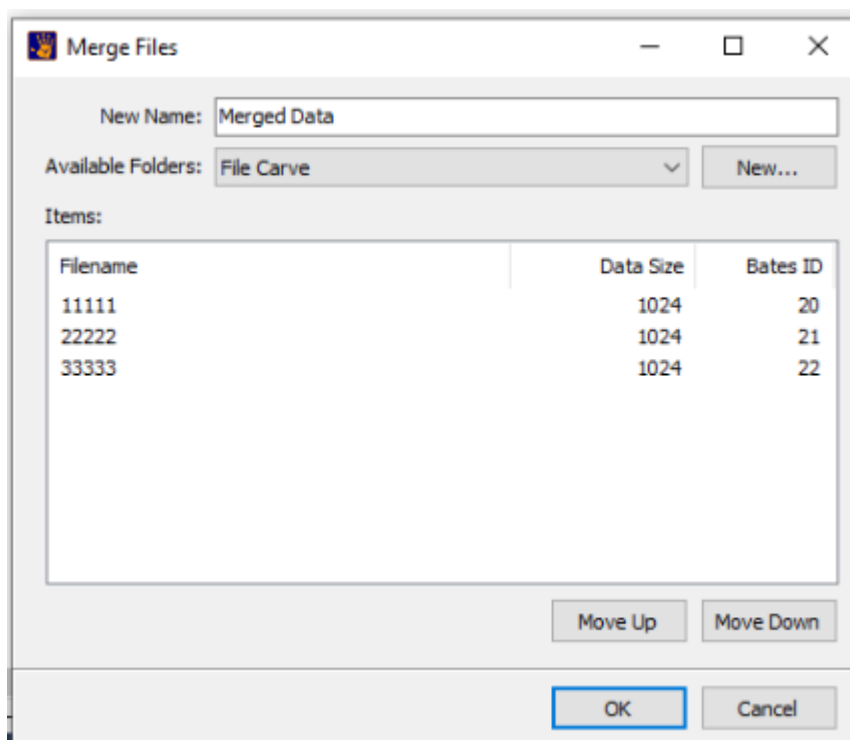 Merge Files
New Name: Merged Data
Available Folders: File Carve New...
Items:
Filename Data Size Bates ID
11111 1024 20
22222 1024 21
33333 1024 22
Move Up Move Down
OK Cancel